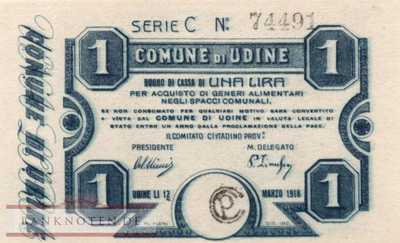 SERIE C Nº 74491
1 COMUNE DI UDINE 1
BUONO DI CASSA DI UNA LIRA
PER ACQUISTO DI GENERI ALIMENTARI
NEGLI SPACCI COMUNALI.
SE NON CONSUMATO PER QUALSIASI MOTIVO SARÀ CONVERTITO
A VISTA DAL COMUNE DI UDINE IN VALUTA LEGALE DI
STATO ENTRO UN ANNO DALLA PROCLAMAZIONE DELLA PACE.
IL COMITATO CITTADINO PROV.º
PRESIDENTE M. DELEGATO
1 UDINE LI 12 MARZO 1918 1
BANKNOTEN.DE